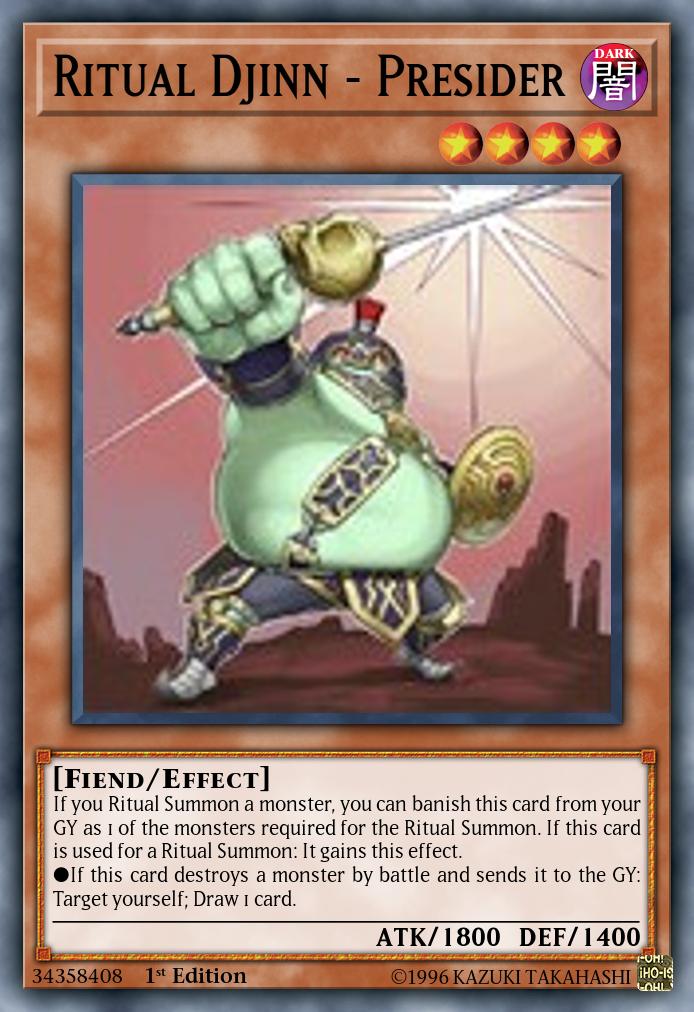 Ritual Djinn - Presider
DARK
闇
[Fiend/Effect]
If you Ritual Summon a monster, you can banish this card from your
GY as 1 of the monsters required for the Ritual Summon. If this card
is used for a Ritual Summon: It gains this effect.
●If this card destroys a monster by battle and sends it to the GY:
Target yourself; Draw 1 card.
ATK/1800 DEF/1400
34358408 1st Edition ©1996 KAZUKI TAKAHASHI